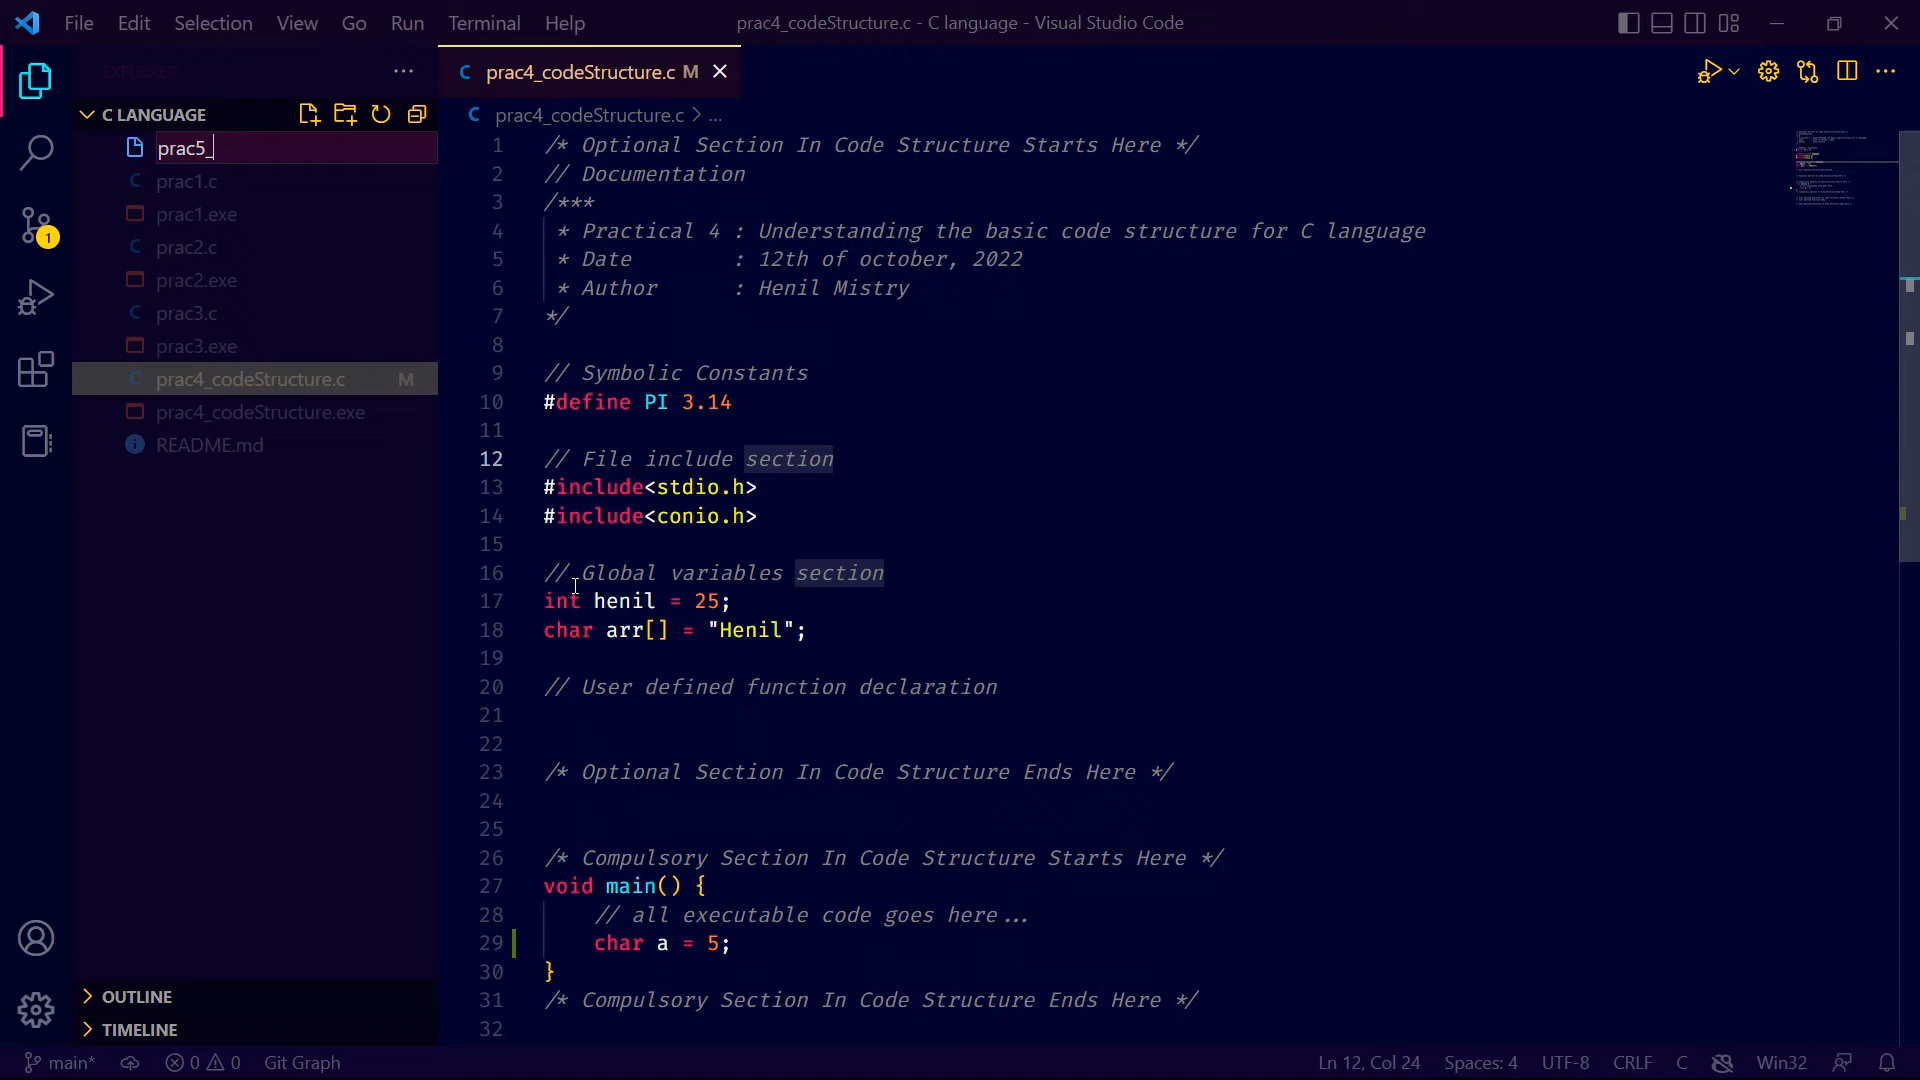 File Edit Selection View Go Run Terminal Help prac4_codeStructure.c - C language - Visual Studio Code
EXPLORER
C LANGUAGE
prac5_
prac1.c
prac1.exe
prac2.c
prac2.exe
prac3.c
prac3.exe
prac4_codeStructure.c M
prac4_codeStructure.exe
README.md
OUTLINE
TIMELINE
1
C prac4_codeStructure.c M
C prac4_codeStructure.c > ...
1 /* Optional Section In Code Structure Starts Here */
2 // Documentation
3 /***
4 * Practical 4 : Understanding the basic code structure for C language
5 * Date : 12th of october, 2022
6 * Author : Henil Mistry
7 */
8
9 // Symbolic Constants
10 #define PI 3.14
11
12 // File include section
13 #include<stdio.h>
14 #include<conio.h>
15
16 // Global variables section
17 int henil = 25;
18 char arr[] = "Henil";
19
20 // User defined function declaration
21
22
23 /* Optional Section In Code Structure Ends Here */
24
25
26 /* Compulsory Section In Code Structure Starts Here */
27 void main() {
28 // all executable code goes here...
29 char a = 5;
30 }
31 /* Compulsory Section In Code Structure Ends Here */
32
main* 0 0 Git Graph Ln 12, Col 24 Spaces: 4 UTF-8 CRLF C Win32